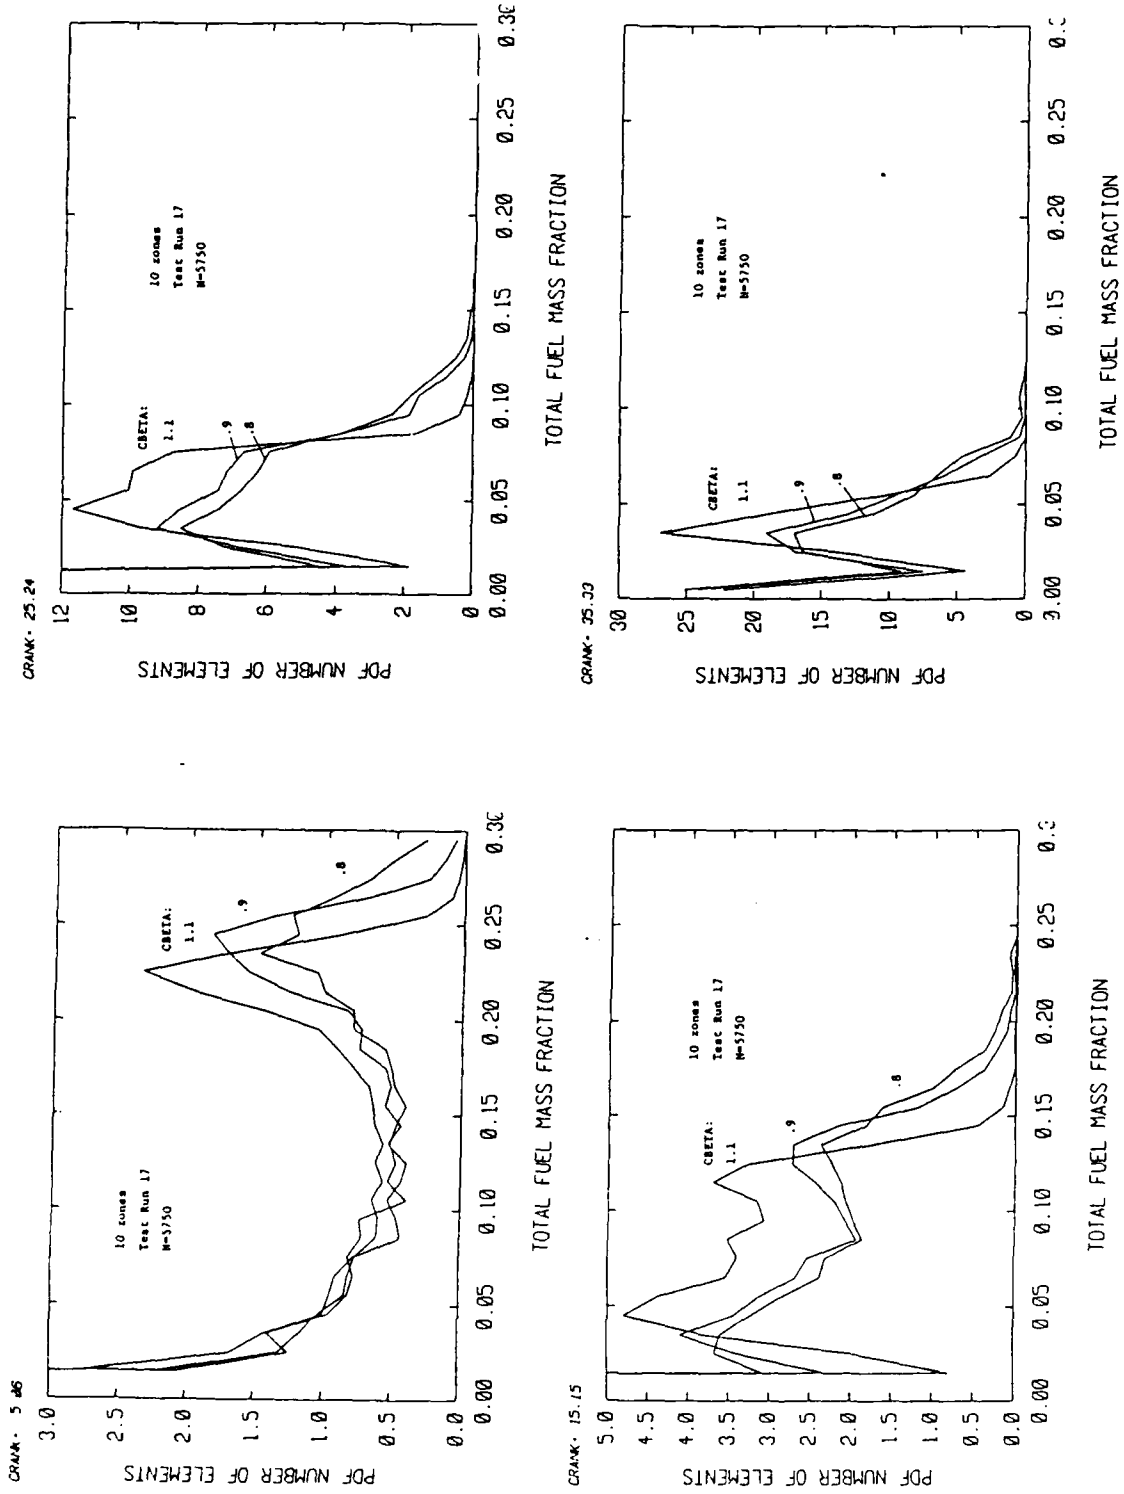 CRANK- 5.06
3.0
2.5
2.0
1.5
1.0
0.5
0.0
PDF NUMBER OF ELEMENTS
10 zones
Test Run 17
N=5750
CBETA:
1.1
.9
.8
0.00 0.05 0.10 0.15 0.20 0.25 0.30
TOTAL FUEL MASS FRACTION
CRANK- 25.24
12
10
8
6
4
2
0
PDF NUMBER OF ELEMENTS
10 zones
Test Run 17
N=5750
CBETA:
1.1
.9
.8
0.00 0.05 0.10 0.15 0.20 0.25 0.30
TOTAL FUEL MASS FRACTION
CRANK- 15.15
5.0
4.5
4.0
3.5
3.0
2.5
2.0
1.5
1.0
0.5
0.0
PDF NUMBER OF ELEMENTS
10 zones
Test Run 17
N=5750
CBETA:
1.1
.9
.8
0.00 0.05 0.10 0.15 0.20 0.25
TOTAL FUEL MASS FRACTION
CRANK- 35.33
30
25
20
15
10
5
0
PDF NUMBER OF ELEMENTS
10 zones
Test Run 17
N=5750
CBETA:
1.1
.9
.8
0.05 0.10 0.15 0.20 0.25
TOTAL FUEL MASS FRACTION